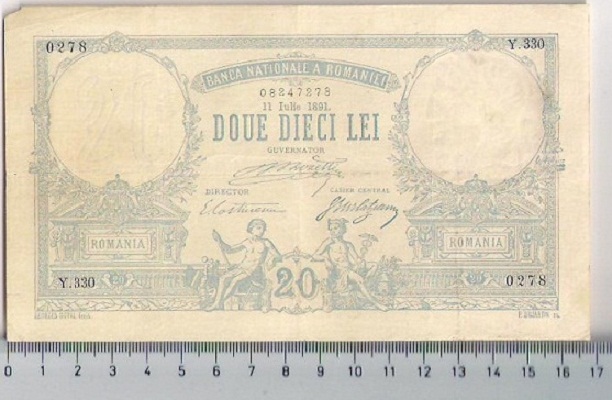 0278 Y.330
BANCA NATIONALE A ROMANIEI
08247278
11 Iulie 1891.
DOUE DIECI LEI
GUVERNATOR
DIRECTOR CASIER CENTRAL
ROMANIA ROMANIA
Y.330 20 0278
0 1 2 3 4 5 6 7 8 9 10 11 12 13 14 15 16 17